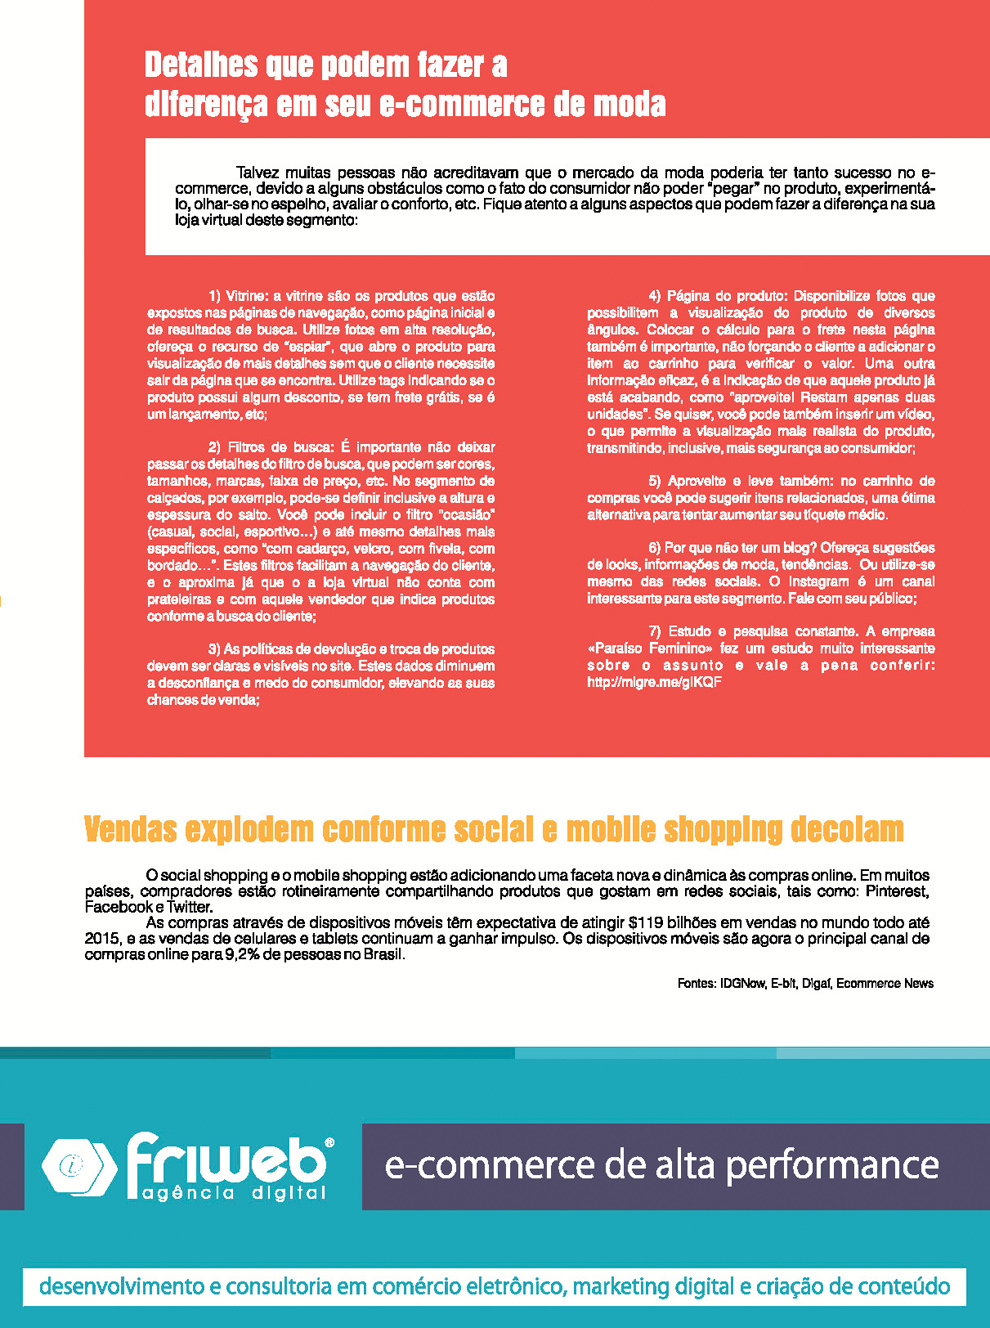 Detalhes que podem fazer a
diferença em seu e-commerce de moda
Talvez muitas pessoas não acreditavam que o mercado da moda poderia ter tanto sucesso no e-
commerce, devido a alguns obstáculos como o fato do consumidor não poder "pegar" no produto, experimentá-
lo, olhar-se no espelho, avaliar o conforto, etc. Fique atento a alguns aspectos que podem fazer a diferença na sua
loja virtual deste segmento:
1) Vitrine: a vitrine são os produtos que estão
expostos nas páginas de navegação, como página inicial e
de resultados de busca. Utilize fotos em alta resolução,
ofereça o recurso de "espiar", que abre o produto para
visualização de mais detalhes sem que o cliente necessite
sair da página que se encontra. Utilize tags indicando se o
produto possui algum desconto, se tem frete grátis, se é
um lançamento, etc;
2) Filtros de busca: É importante não deixar
passar os detalhes do filtro de busca, que podem ser cores,
tamanhos, marcas, faixa de preço, etc. No segmento de
calçados, por exemplo, pode-se definir inclusive a altura e
espessura do salto. Você pode incluir o filtro "ocasião"
(casual, social, esportivo...) e até mesmo detalhes mais
específicos, como "com cadarço, velcro, com fivela, com
bordado...". Estes filtros facilitam a navegação do cliente,
e o aproxima já que o a loja virtual não conta com
prateleiras e com aquele vendedor que indica produtos
conforme a busca do cliente;
3) As políticas de devolução e troca de produtos
devem ser claras e visíveis no site. Estes dados diminuem
a desconfiança e medo do consumidor, elevando as suas
chances de venda;
4) Página do produto: Disponibilize fotos que
possibilitem a visualização do produto de diversos
ângulos. Colocar o cálculo para o frete nesta página
também é importante, não forçando o cliente a adicionar o
item ao carrinho para verificar o valor. Uma outra
informação eficaz, é a indicação de que aquele produto já
está acabando, como "aproveite! Restam apenas duas
unidades". Se quiser, você pode também inserir um vídeo,
o que permite a visualização mais realista do produto,
transmitindo, inclusive, mais segurança ao consumidor;
5) Aproveite e leve também: no carrinho de
compras você pode sugerir itens relacionados, uma ótima
alternativa para tentar aumentar seu tíquete médio.
6) Por que não ter um blog? Ofereça sugestões
de looks, informações de moda, tendências. Ou utilize-se
mesmo das redes sociais. O Instagram é um canal
interessante para este segmento. Fale com seu público;
7) Estudo e pesquisa constante. A empresa
«Paraíso Feminino» fez um estudo muito interessante
sobre o assunto e vale a pena conferir:
http://migre.me/glKQF
Vendas explodem conforme social e mobile shopping decolam
O social shopping e o mobile shopping estão adicionando uma faceta nova e dinâmica às compras online. Em muitos
países, compradores estão rotineiramente compartilhando produtos que gostam em redes sociais, tais como: Pinterest,
Facebook e Twitter.
As compras através de dispositivos móveis têm expectativa de atingir $119 bilhões em vendas no mundo todo até
2015, e as vendas de celulares e tablets continuam a ganhar impulso. Os dispositivos móveis são agora o principal canal de
compras online para 9,2% de pessoas no Brasil.
Fontes: IDGNow, E-bit, Digaí, Ecommerce News
i friweb®
agência digital
e-commerce de alta performance
desenvolvimento e consultoria em comércio eletrônico, marketing digital e criação de conteúdo